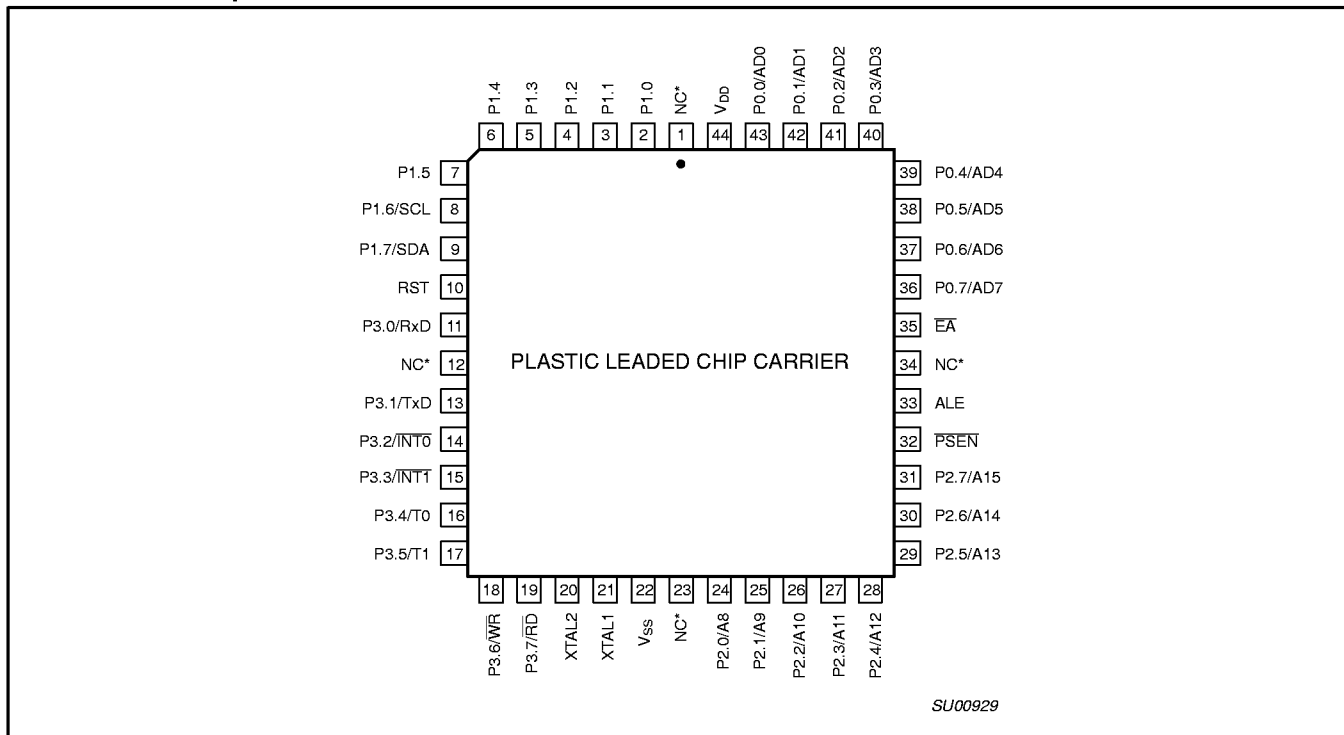 P1.4
P1.3
P1.2
P1.1
P1.0
NC*
VDD
P0.0/AD0
P0.1/AD1
P0.2/AD2
P0.3/AD3
6
5
4
3
2
1
44
43
42
41
40
P1.5 7
P1.6/SCL 8
P1.7/SDA 9
RST 10
P3.0/RxD 11
NC* 12
P3.1/TxD 13
P3.2/INT0 14
P3.3/INT1 15
P3.4/T0 16
P3.5/T1 17
PLASTIC LEADED CHIP CARRIER
39 P0.4/AD4
38 P0.5/AD5
37 P0.6/AD6
36 P0.7/AD7
35 EA
34 NC*
33 ALE
32 PSEN
31 P2.7/A15
30 P2.6/A14
29 P2.5/A13
18
19
20
21
22
23
24
25
26
27
28
P3.6/WR
P3.7/RD
XTAL2
XTAL1
VSS
NC*
P2.0/A8
P2.1/A9
P2.2/A10
P2.3/A11
P2.4/A12
SU00929